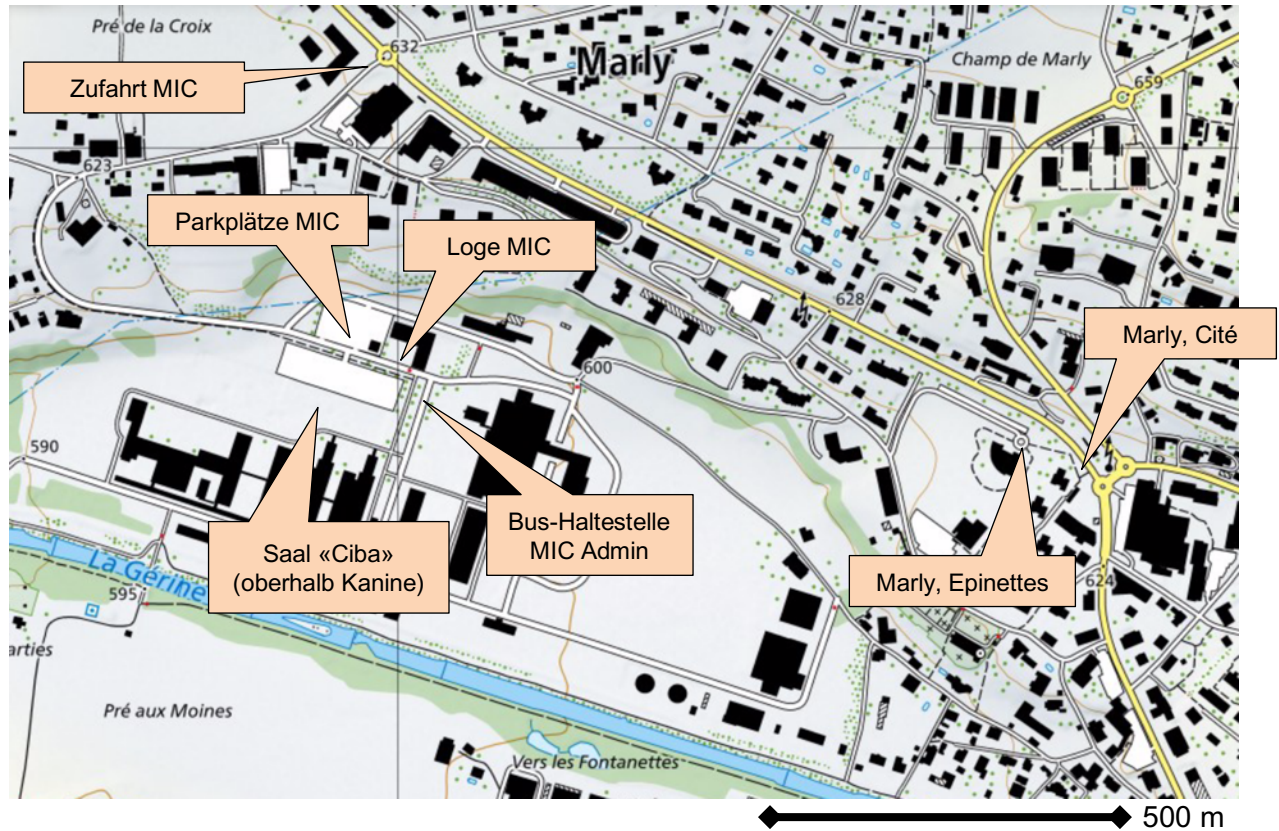 Pré de la Croix
632
Marly
Champ de Marly
659
Zufahrt MIC
623
Parkplätze MIC
Loge MIC
628
Marly, Cité
600
590
Bus-Haltestelle
MIC Admin
Saal «Ciba»
(oberhalb Kanine)
Marly, Epinettes
624
La Gérine
595
arties
Pré aux Moines
Vers les Fontanettes
500 m